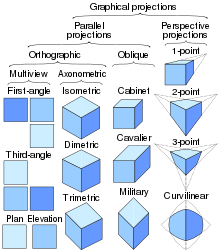 Graphical projections
Parallel projections
Perspective projections
Orthographic
Oblique
1-point
Multiview
Axonometric
First-angle
Isometric
Cabinet
2-point
Third-angle
Dimetric
Cavalier
3-point
Trimetric
Military
Curvilinear
Plan
Elevation